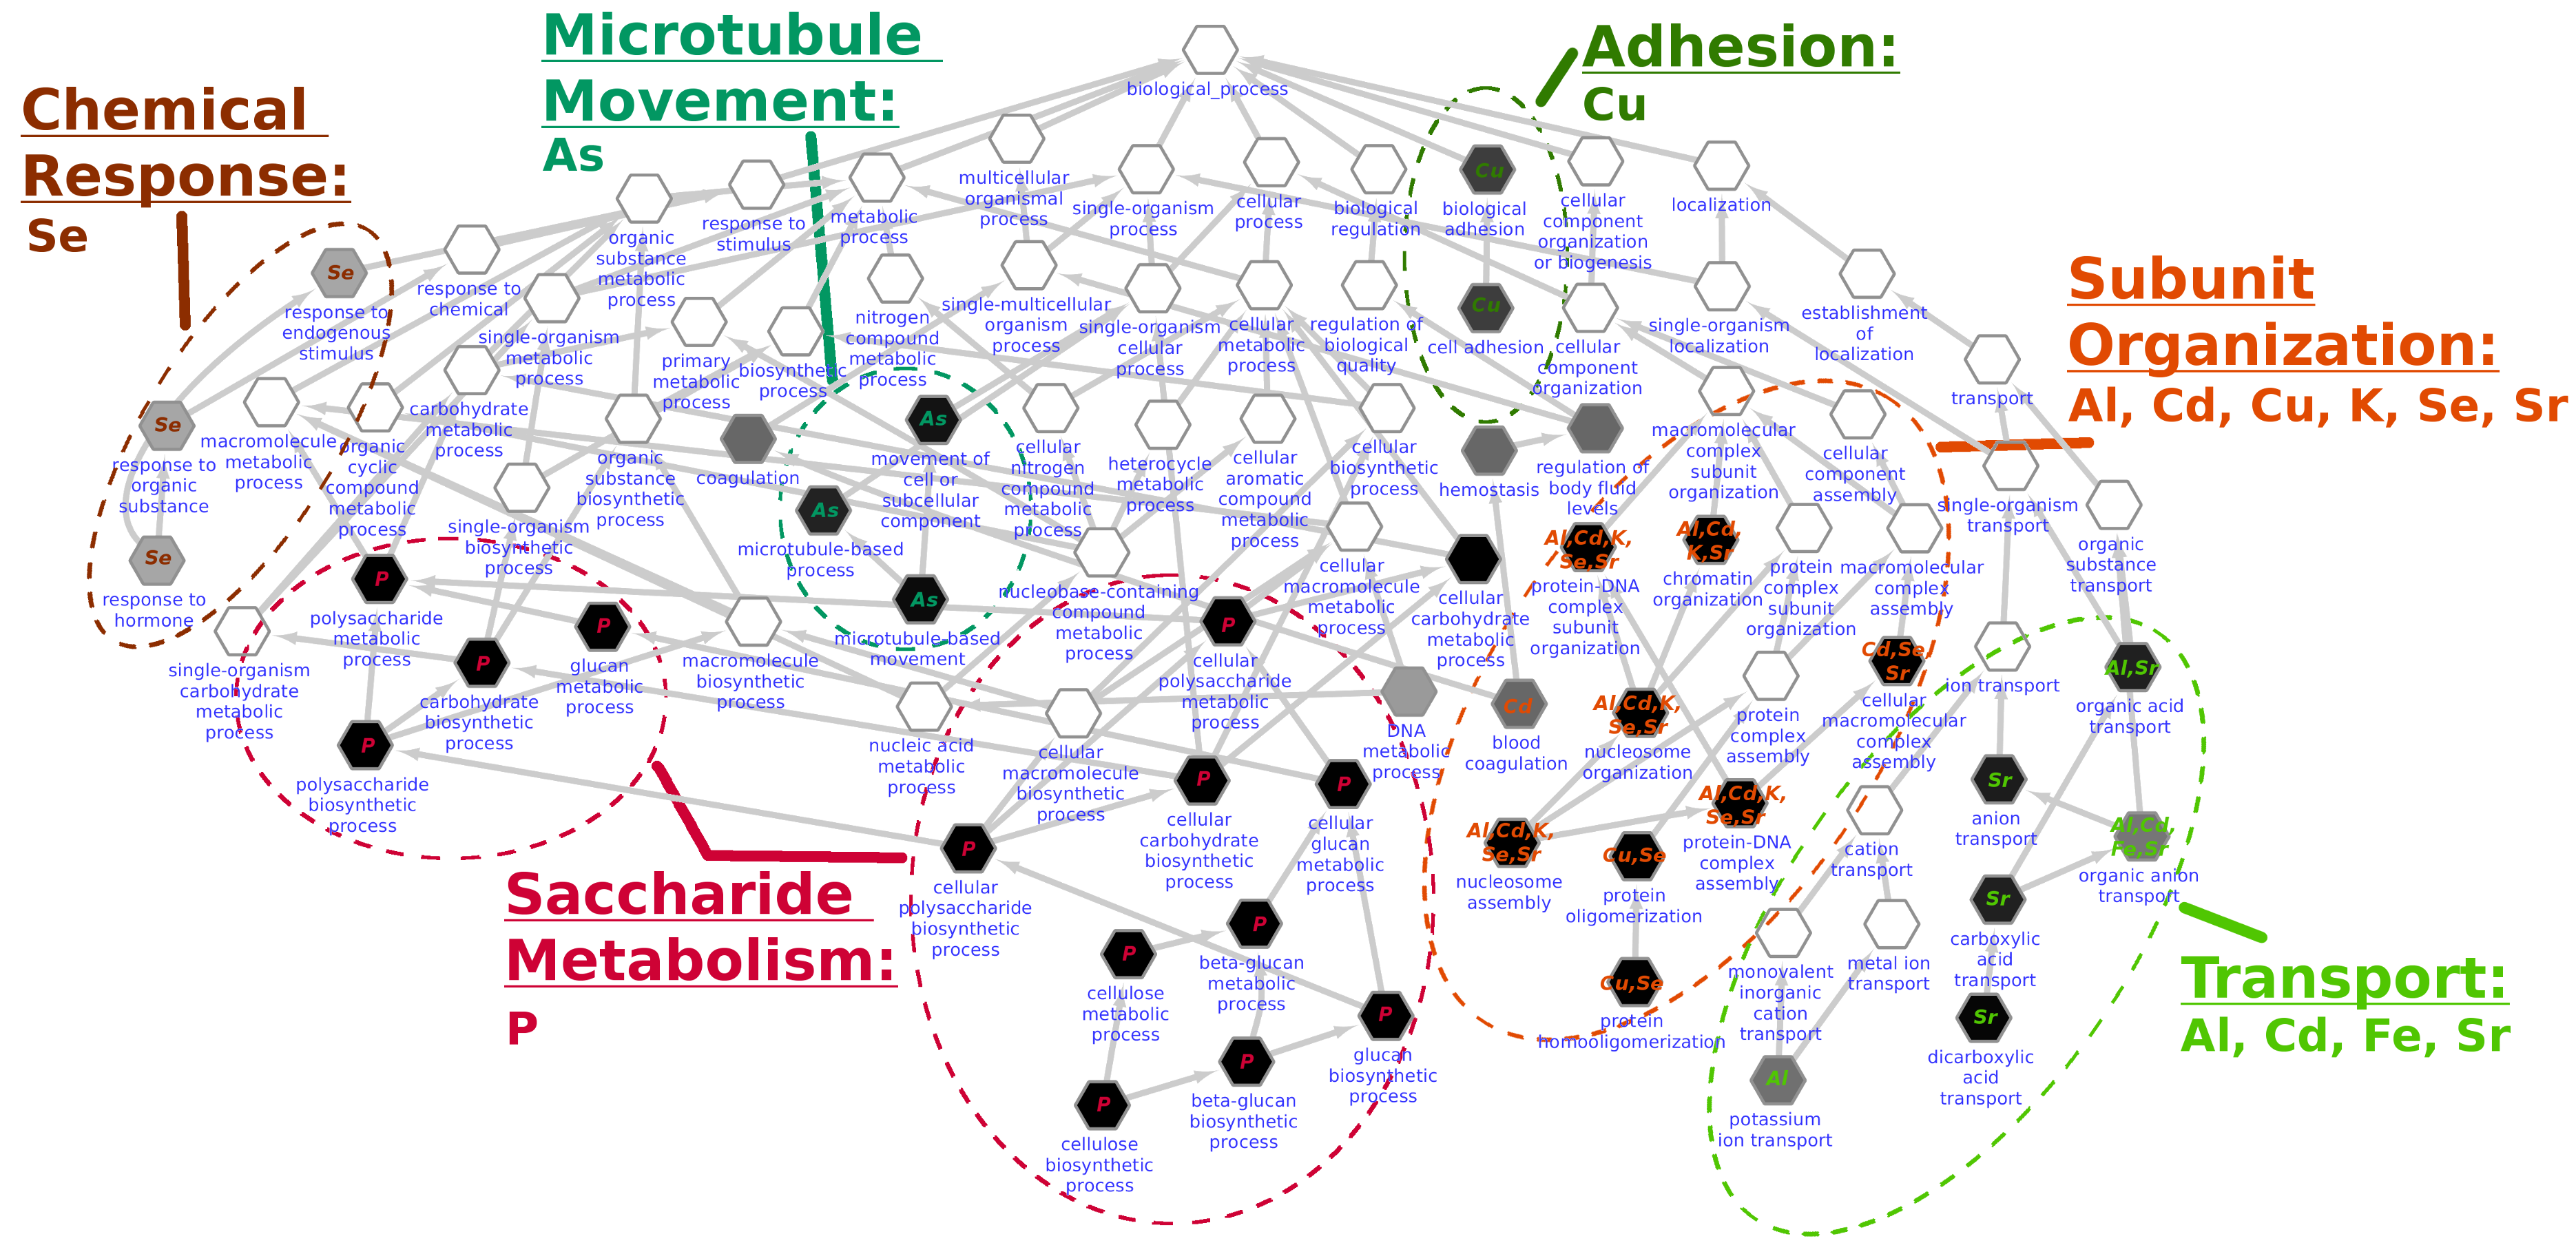 Microtubule
Movement:
As
Adhesion:
Cu
Chemical
Response:
Se
Subunit
Organization:
Al, Cd, Cu, K, Se, Sr
Saccharide
Metabolism:
P
Transport:
Al, Cd, Fe, Sr
biological_process
multicellular
organismal
process
single-organism
process
cellular
process
biological
regulation
Cu
biological
adhesion
cellular
component
organization
or biogenesis
localization
organic
substance
metabolic
process
response to
stimulus
metabolic
process
Se
response to
endogenous
stimulus
response to
chemical
single-organism
metabolic
process
primary
metabolic
process
biosynthetic
process
nitrogen
compound
metabolic
process
single-multicellular
organism
process
single-organism
cellular
process
cellular
metabolic
process
regulation of
biological
quality
Cu
cell adhesion
cellular
component
organization
single-organism
localization
establishment
of
localization
transport
Se
response to
organic
substance
macromolecule
metabolic
process
organic
cyclic
compound
metabolic
process
carbohydrate
metabolic
process
single-organism
biosynthetic
process
organic
substance
biosynthetic
process
coagulation
As
movement of
cell or
subcellular
component
As
microtubule-based
process
As
microtubule-based
movement
cellular
nitrogen
compound
metabolic
process
heterocycle
metabolic
process
cellular
aromatic
compound
metabolic
process
cellular
biosynthetic
process
hemostasis
regulation of
body fluid
levels
macromolecular
complex
subunit
organization
cellular
component
assembly
single-organism
transport
organic
substance
transport
Se
response to
hormone
P
polysaccharide
metabolic
process
single-organism
carbohydrate
metabolic
process
P
carbohydrate
biosynthetic
process
P
glucan
metabolic
process
macromolecule
biosynthetic
process
P
polysaccharide
biosynthetic
process
nucleobase-containing
compound
metabolic
process
P
cellular
polysaccharide
metabolic
process
cellular
macromolecule
metabolic
process
cellular
carbohydrate
metabolic
process
Al,Cd,K,
Se,Sr
protein-DNA
complex
subunit
organization
Al,Cd,
K,Sr
chromatin
organization
protein
complex
subunit
organization
macromolecular
complex
assembly
nucleic acid
metabolic
process
cellular
macromolecule
biosynthetic
process
DNA
metabolic
process
Cd
blood
coagulation
Al,Cd,K,
Se,Sr
nucleosome
organization
protein
complex
assembly
Cd,Se,
Sr
cellular
macromolecular
complex
assembly
ion transport
Al,Sr
organic acid
transport
P
cellular
polysaccharide
biosynthetic
process
P
cellular
carbohydrate
biosynthetic
process
P
cellular
glucan
metabolic
process
Al,Cd,K,
Se,Sr
nucleosome
assembly
Cu,Se
protein
oligomerization
Al,Cd,K,
Se,Sr
protein-DNA
complex
assembly
cation
transport
Sr
anion
transport
Al,Cd,
Fe,Sr
organic anion
transport
P
cellulose
metabolic
process
P
beta-glucan
metabolic
process
P
glucan
biosynthetic
process
P
cellulose
biosynthetic
process
P
beta-glucan
biosynthetic
process
Cu,Se
protein
homooligomerization
monovalent
inorganic
cation
transport
metal ion
transport
Sr
carboxylic
acid
transport
Sr
dicarboxylic
acid
transport
Al
potassium
ion transport